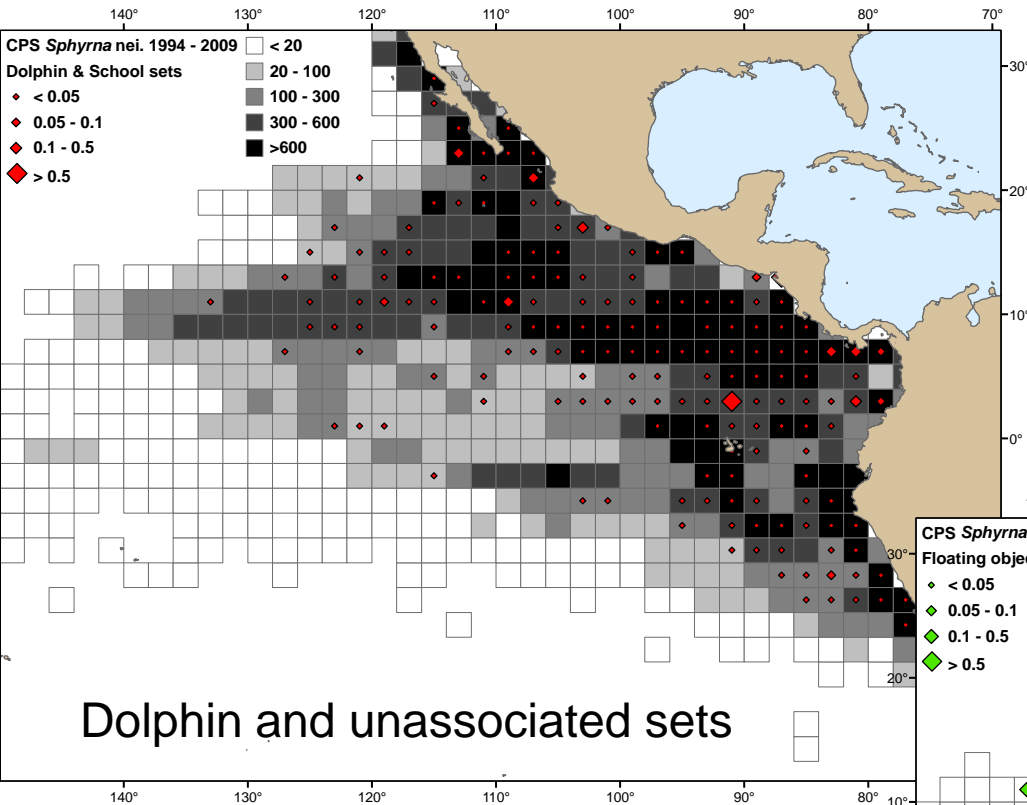 140° 130° 120° 110° 100° 90° 80° 70°
CPS Sphyrna nei. 1994 - 2009
Dolphin & School sets
< 0.05
0.05 - 0.1
0.1 - 0.5
> 0.5
< 20
20 - 100
100 - 300
300 - 600
>600
30°
20°
10°
0°
CPS Sphyrna
30°
Floating objec
< 0.05
0.05 - 0.1
0.1 - 0.5
> 0.5
20°
Dolphin and unassociated sets
10°
140° 130° 120° 110° 100° 90° 80°